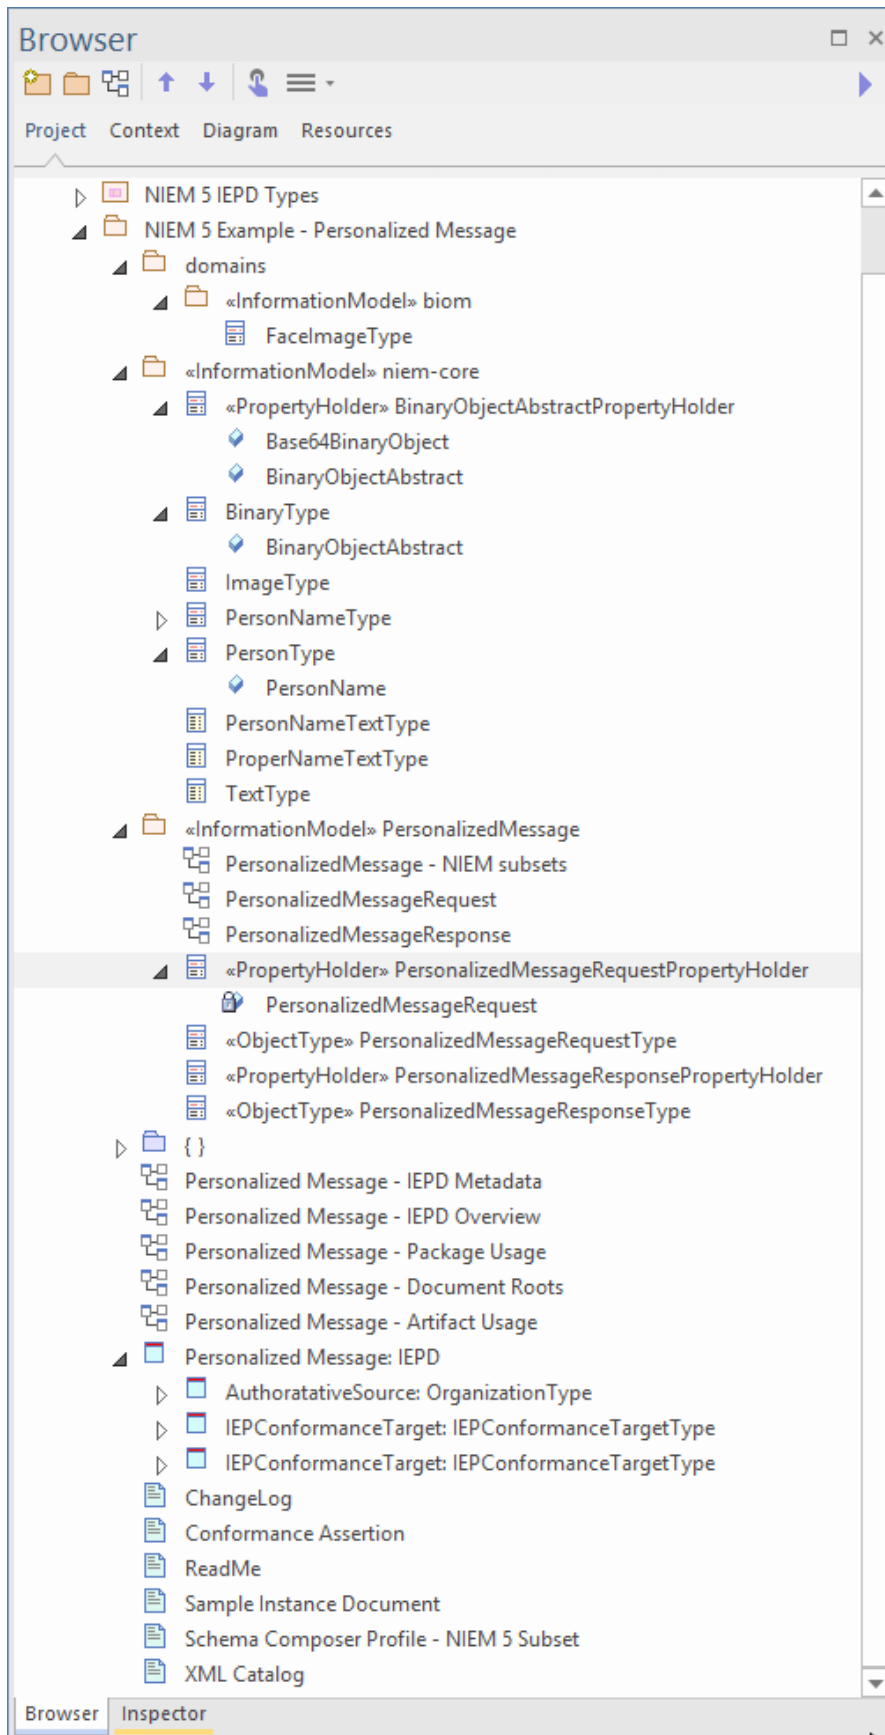 Browser
Project Context Diagram Resources
NIEM 5 IEPD Types
NIEM 5 Example - Personalized Message
domains
«InformationModel» biom
FaceImageType
«InformationModel» niem-core
«PropertyHolder» BinaryObjectAbstractPropertyHolder
Base64BinaryObject
BinaryObjectAbstract
BinaryType
BinaryObjectAbstract
ImageType
PersonNameType
PersonType
PersonName
PersonNameTextType
ProperNameTextType
TextType
«InformationModel» PersonalizedMessage
PersonalizedMessage - NIEM subsets
PersonalizedMessageRequest
PersonalizedMessageResponse
«PropertyHolder» PersonalizedMessageRequestPropertyHolder
PersonalizedMessageRequest
«ObjectType» PersonalizedMessageRequestType
«PropertyHolder» PersonalizedMessageResponsePropertyHolder
«ObjectType» PersonalizedMessageResponseType
{ }
Personalized Message - IEPD Metadata
Personalized Message - IEPD Overview
Personalized Message - Package Usage
Personalized Message - Document Roots
Personalized Message - Artifact Usage
Personalized Message: IEPD
AuthoratativeSource: OrganizationType
IEPConformanceTarget: IEPConformanceTargetType
IEPConformanceTarget: IEPConformanceTargetType
ChangeLog
Conformance Assertion
ReadMe
Sample Instance Document
Schema Composer Profile - NIEM 5 Subset
XML Catalog
Browser Inspector